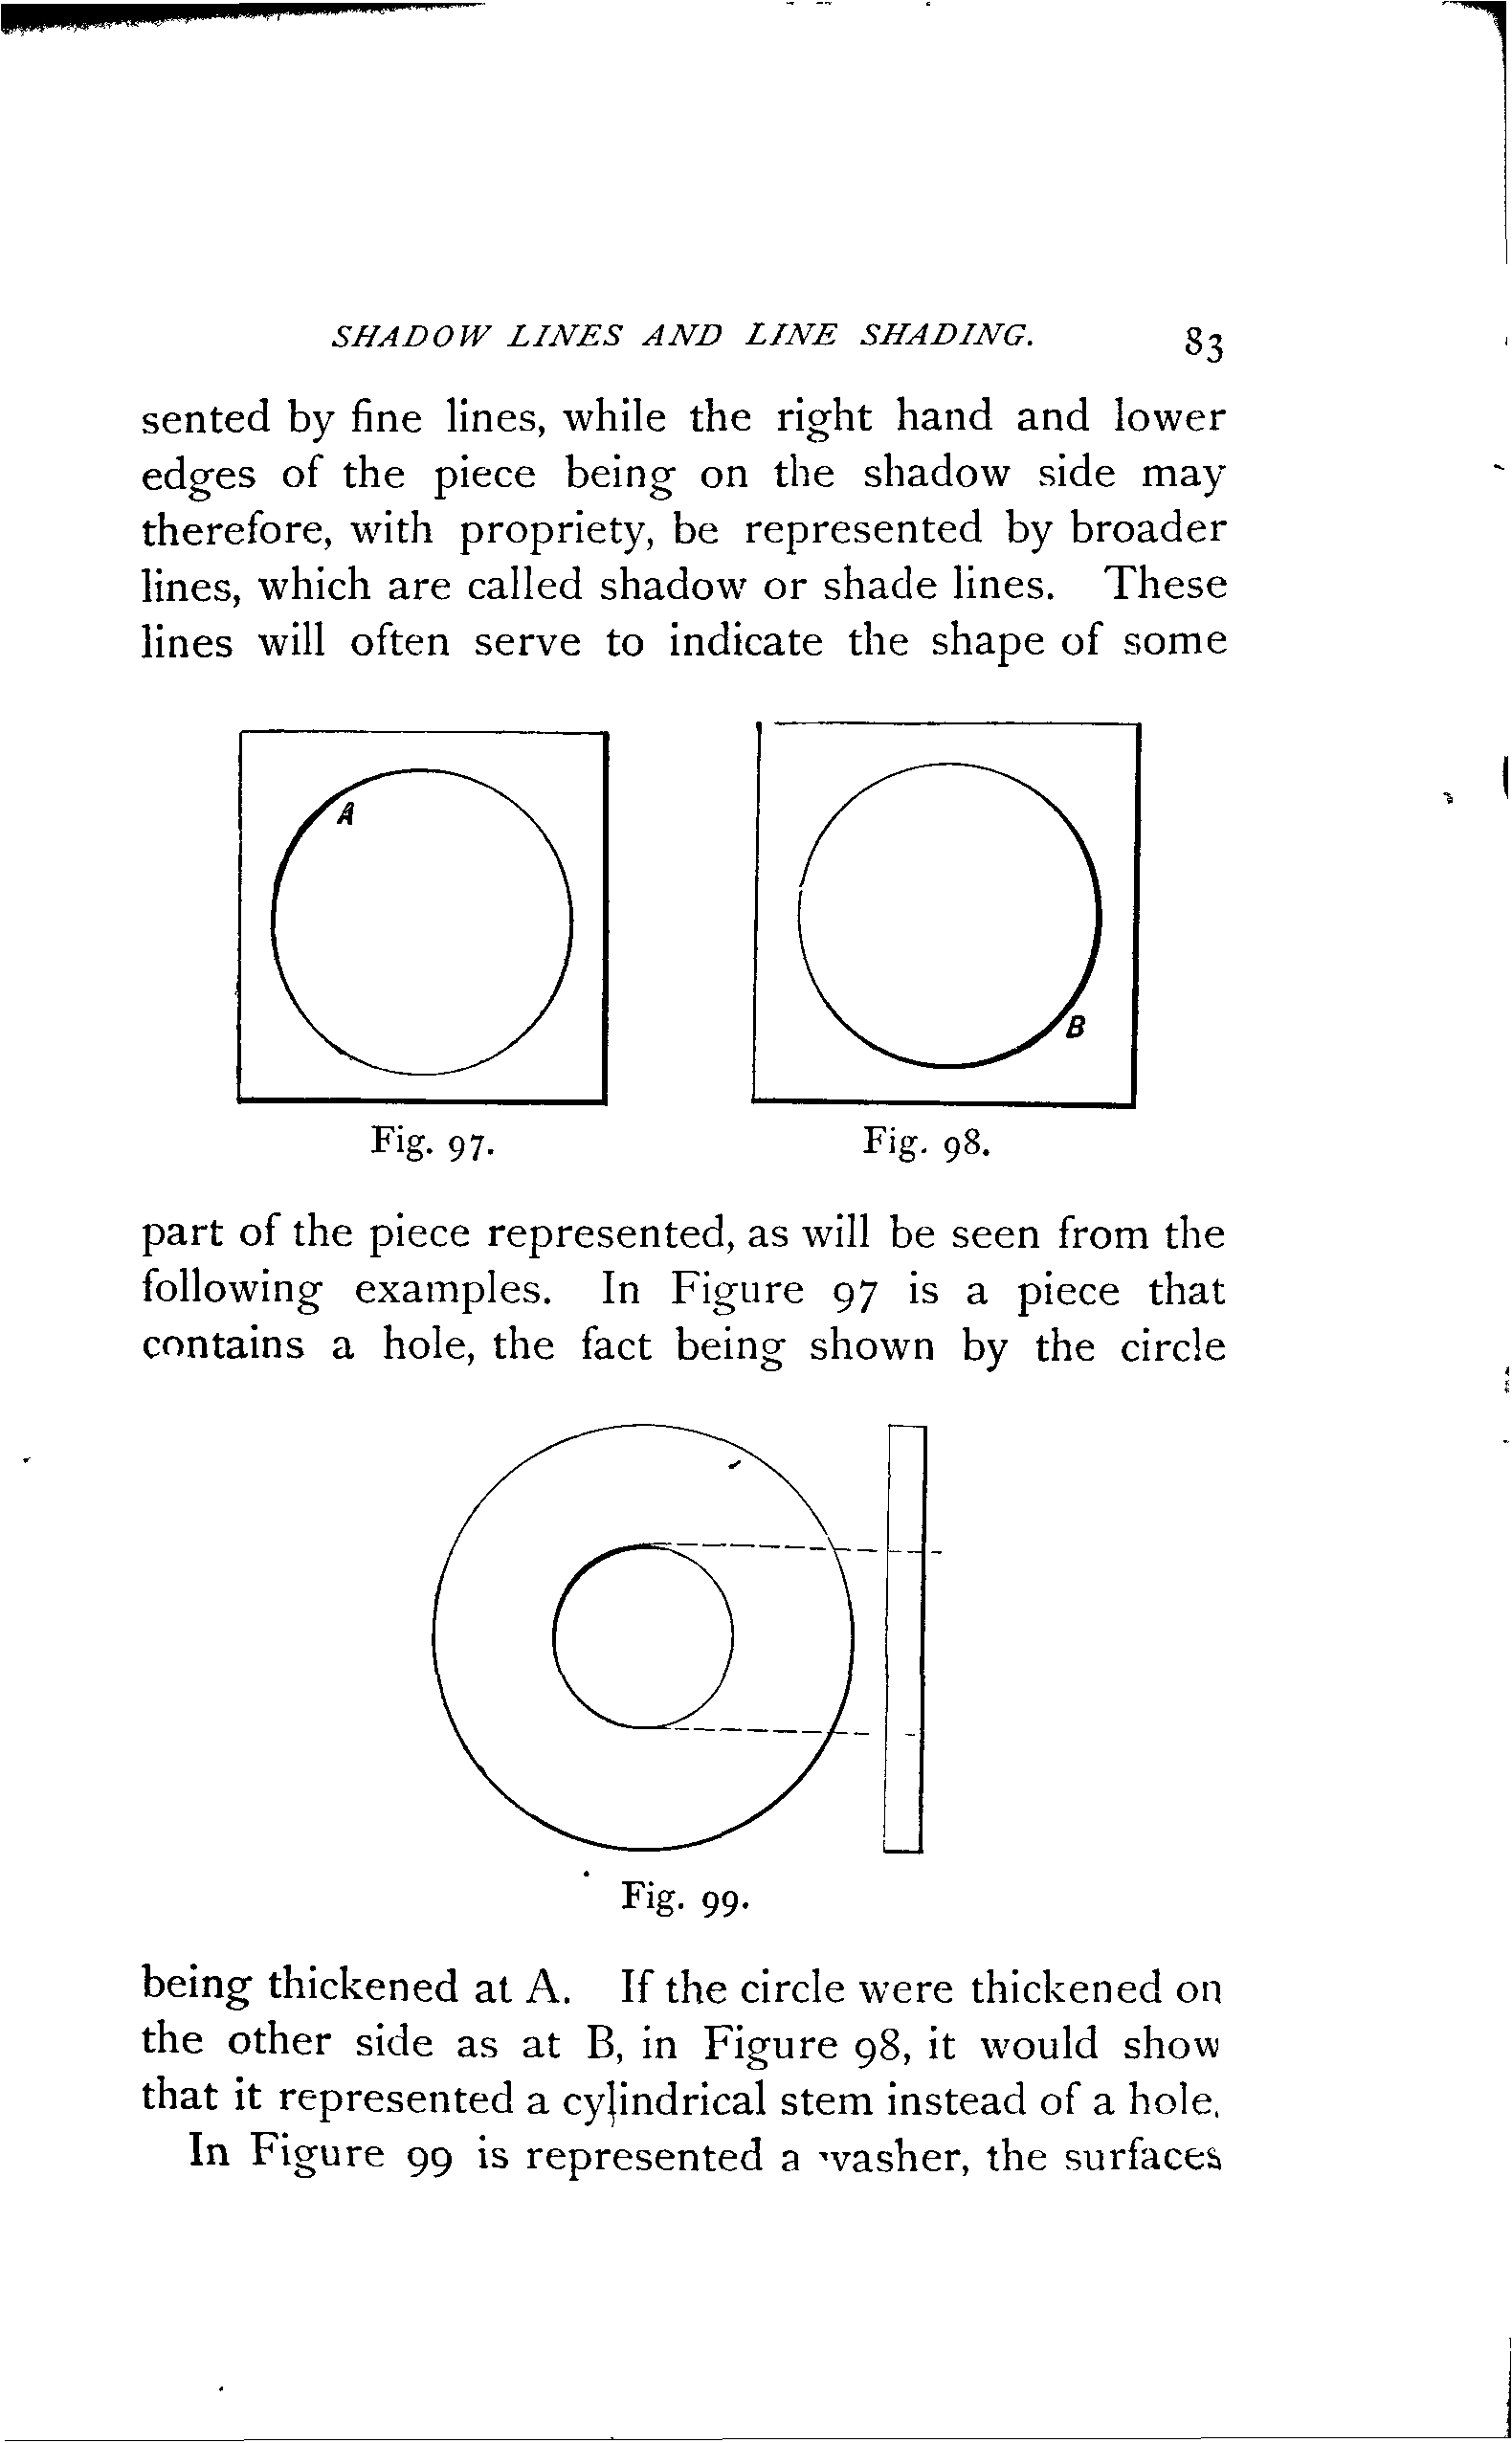 SHADOW LINES AND LINE SHADING. 83
sented by fine lines, while the right hand and lower
edges of the piece being on the shadow side may
therefore, with propriety, be represented by broader
lines, which are called shadow or shade lines. These
lines will often serve to indicate the shape of some
A
B
Fig. 97. Fig. 98.
part of the piece represented, as will be seen from the
following examples. In Figure 97 is a piece that
contains a hole, the fact being shown by the circle
Fig. 99.
being thickened at A. If the circle were thickened on
the other side as at B, in Figure 98, it would show
that it represented a cylindrical stem instead of a hole.
In Figure 99 is represented a washer, the surfaces